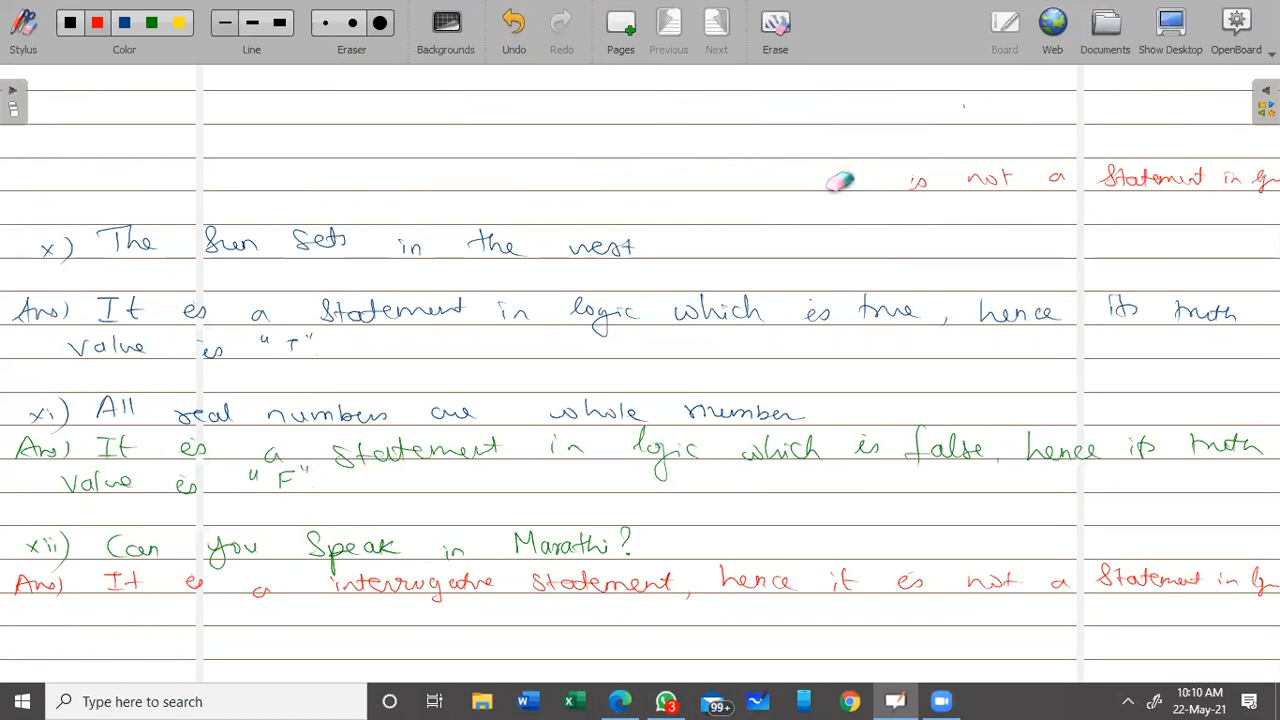 Stylus
Color
Line
Eraser
Backgrounds
Undo
Redo
Pages
Previous
Next
Erase
Board
Web
Documents
Show Desktop
OpenBoard
is not a Statement in
x) The Sun Sets in the west
Ans) It is a Statement in logic which is true, hence its truth
value is "T".
xi) All real numbers are whole number
Ans) It is a statement in logic which is false, hence its truth
value is "F"
xii) Can you Speak in Marathi?
Ans) It is a interrogatve statement, hence it is not a Statement in
Type here to search
3
99+
10:10 AM
22-May-21